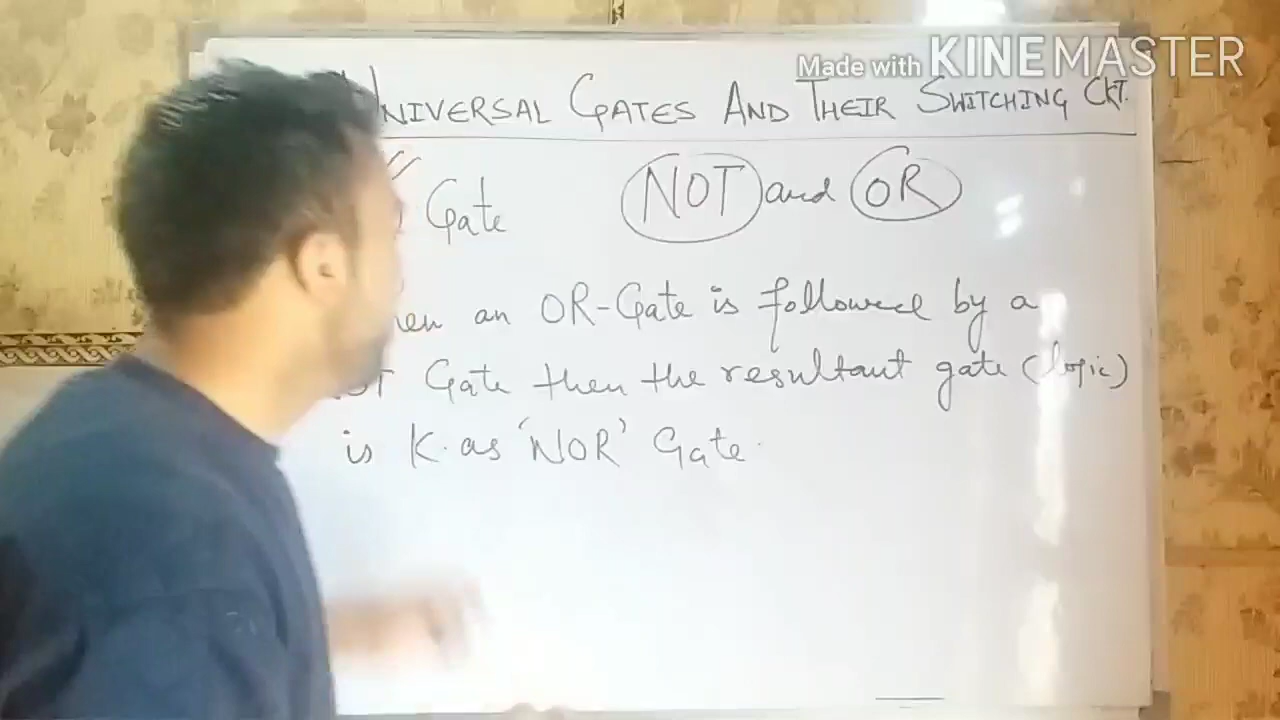 Made with KINEMASTER
UNIVERSAL GATES AND THEIR SWITCHING CKT.
Gate NOT and OR
an OR-Gate is followed by a
Gate then the resultant gate (logic)
is K. as 'NOR' Gate.